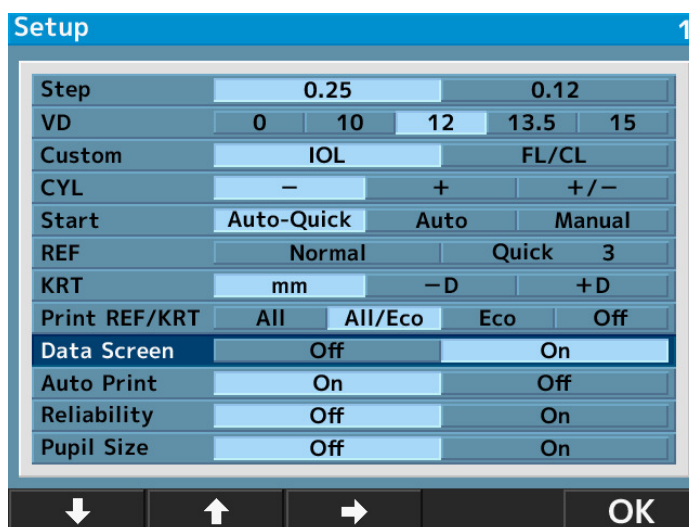 Setup 1
Step 0.25 0.12
VD 0 10 12 13.5 15
Custom IOL FL/CL
CYL − + +/−
Start Auto-Quick Auto Manual
REF Normal Quick 3
KRT mm −D +D
Print REF/KRT All All/Eco Eco Off
Data Screen Off On
Auto Print On Off
Reliability Off On
Pupil Size Off On
OK